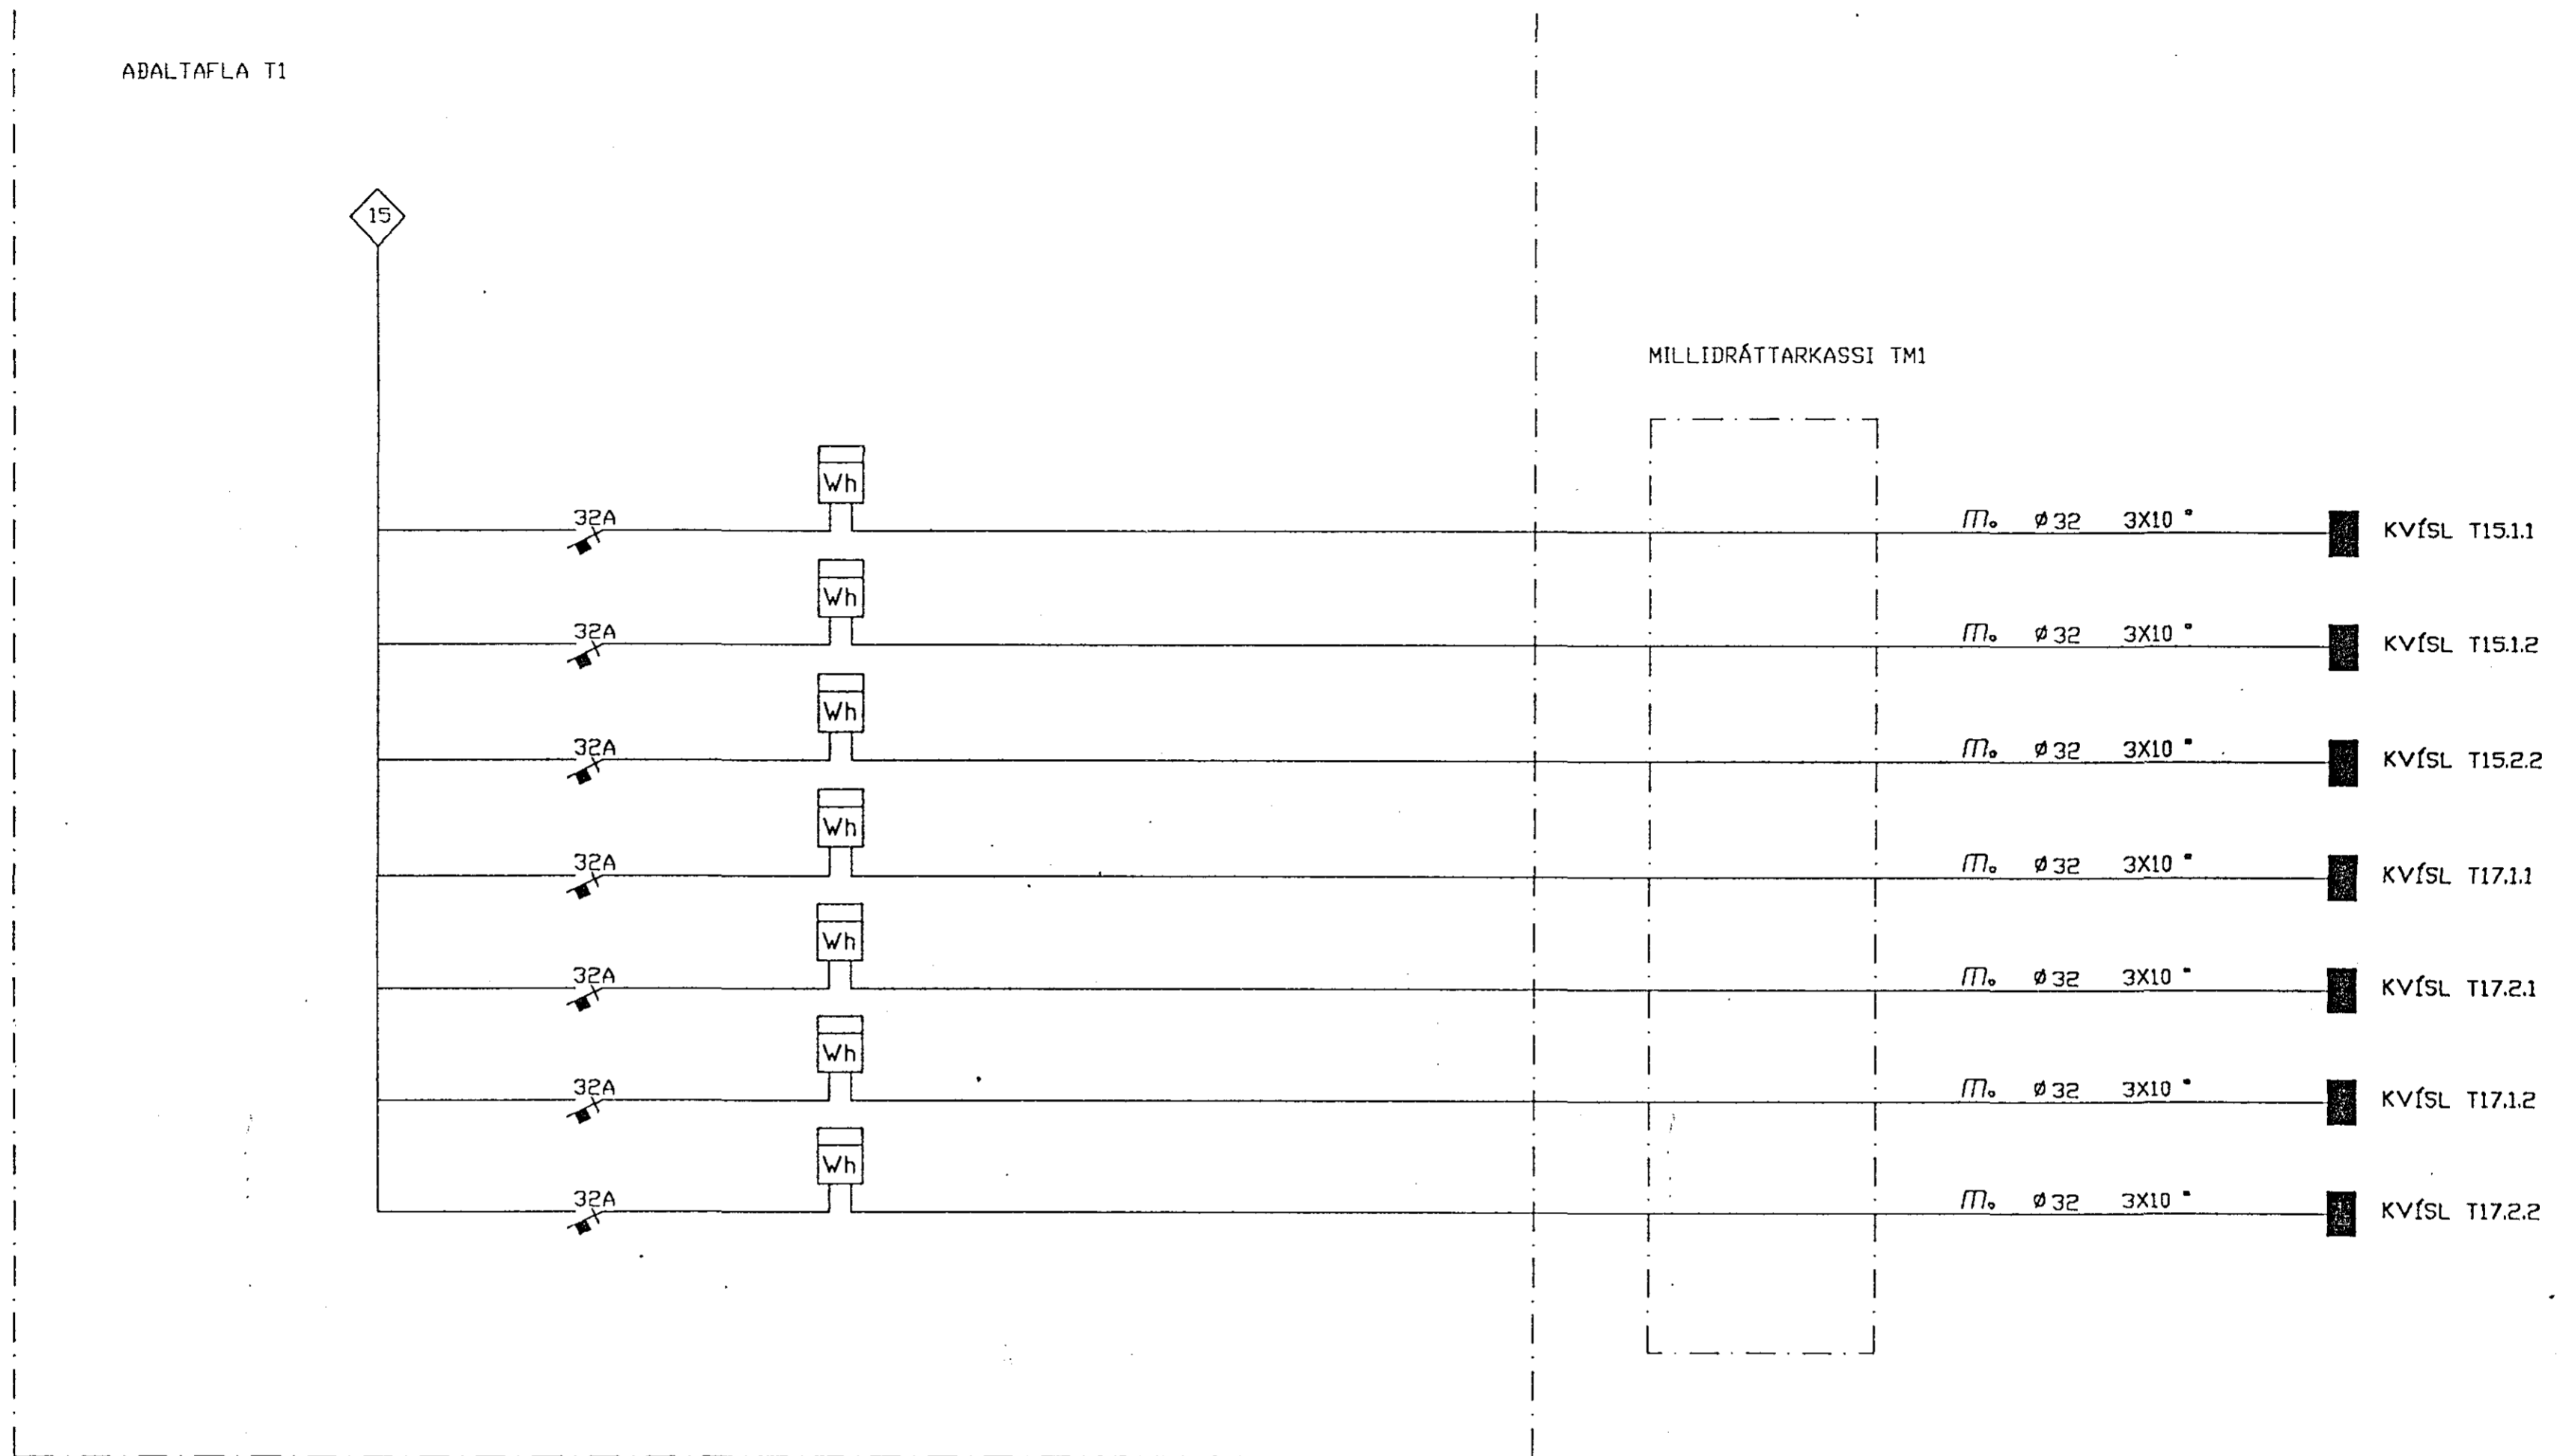 AÐALTAFLA T1
15
MILLIDRÁTTARKASSI TM1
Wh
32A m. ø32 3X10 ▫ KVÍSL T15.1.1
Wh
32A m. ø32 3X10 ▫ KVÍSL T15.1.2
Wh
32A m. ø32 3X10 ▫ KVÍSL T15.2.2
Wh
32A m. ø32 3X10 ▫ KVÍSL T17.1.1
Wh
32A m. ø32 3X10 ▫ KVÍSL T17.2.1
Wh
32A m. ø32 3X10 ▫ KVÍSL T17.1.2
Wh
32A m. ø32 3X10 ▫ KVÍSL T17.2.2